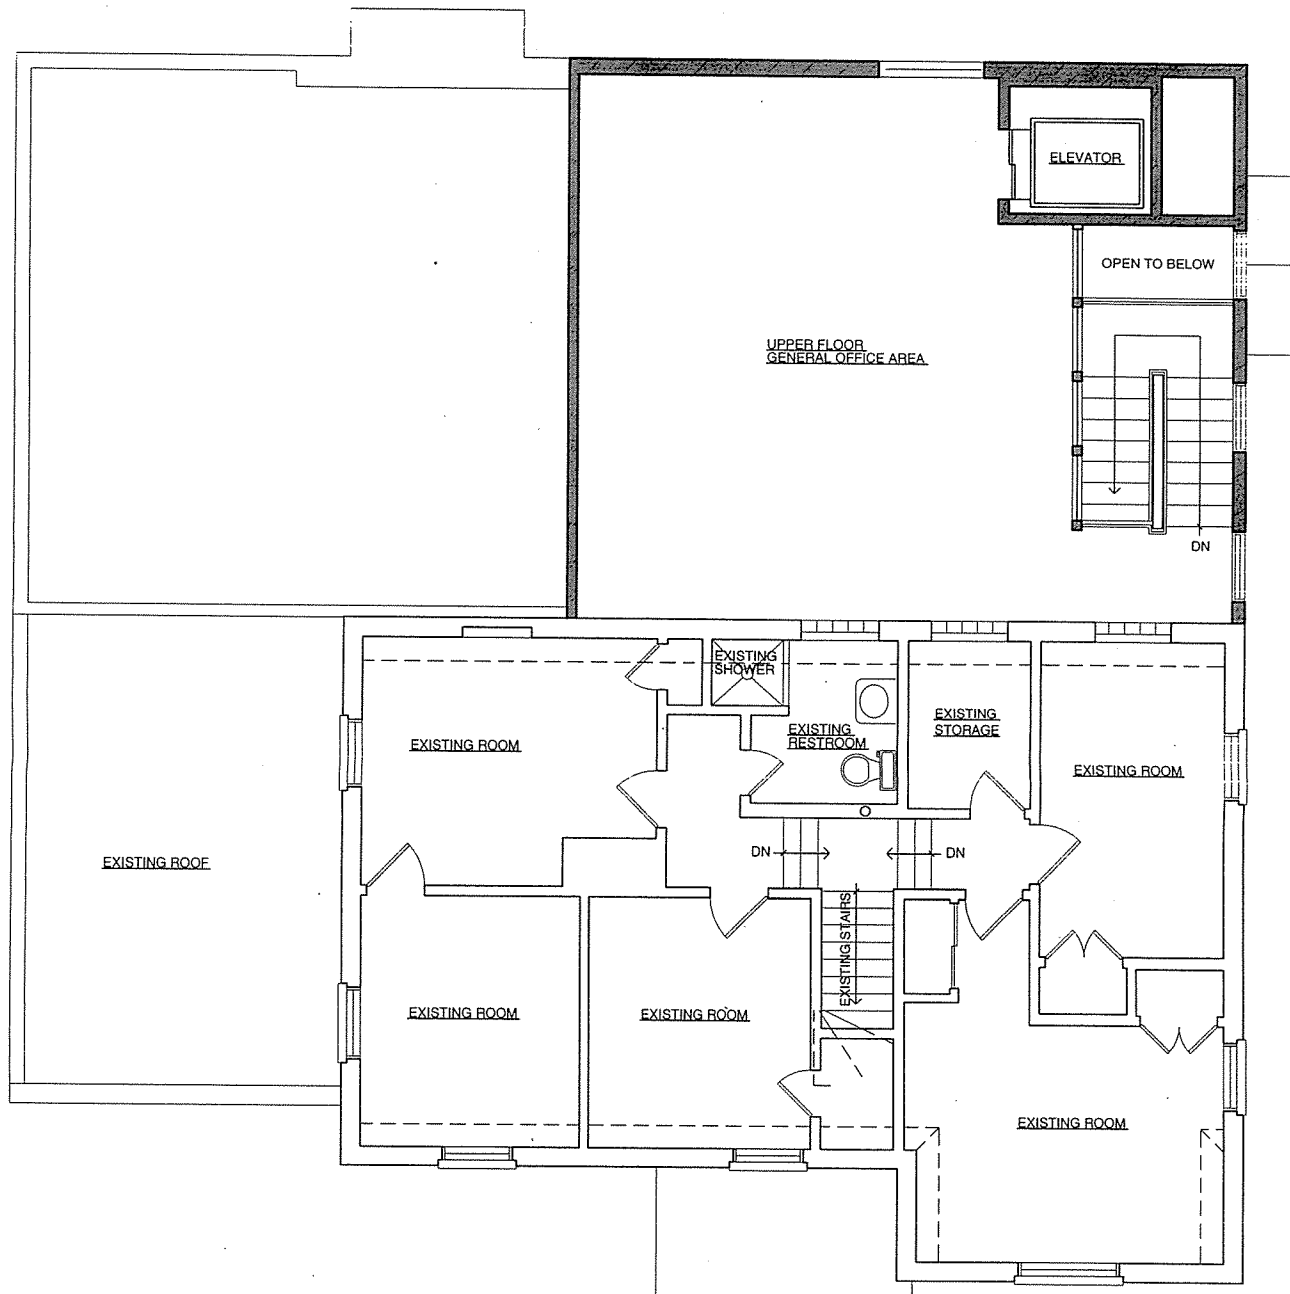 ELEVATOR
OPEN TO BELOW
UPPER FLOOR
GENERAL OFFICE AREA
DN
EXISTING
SHOWER
EXISTING ROOM
EXISTING
RESTROOM
EXISTING
STORAGE
EXISTING ROOM
EXISTING ROOF
DN
DN
EXISTING STAIRS
EXISTING ROOM
EXISTING ROOM
EXISTING ROOM